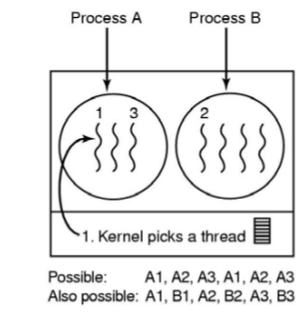 Process A Process B
1 3 2
1. Kernel picks a thread
Possible: A1, A2, A3, A1, A2, A3
Also possible: A1, B1, A2, B2, A3, B3